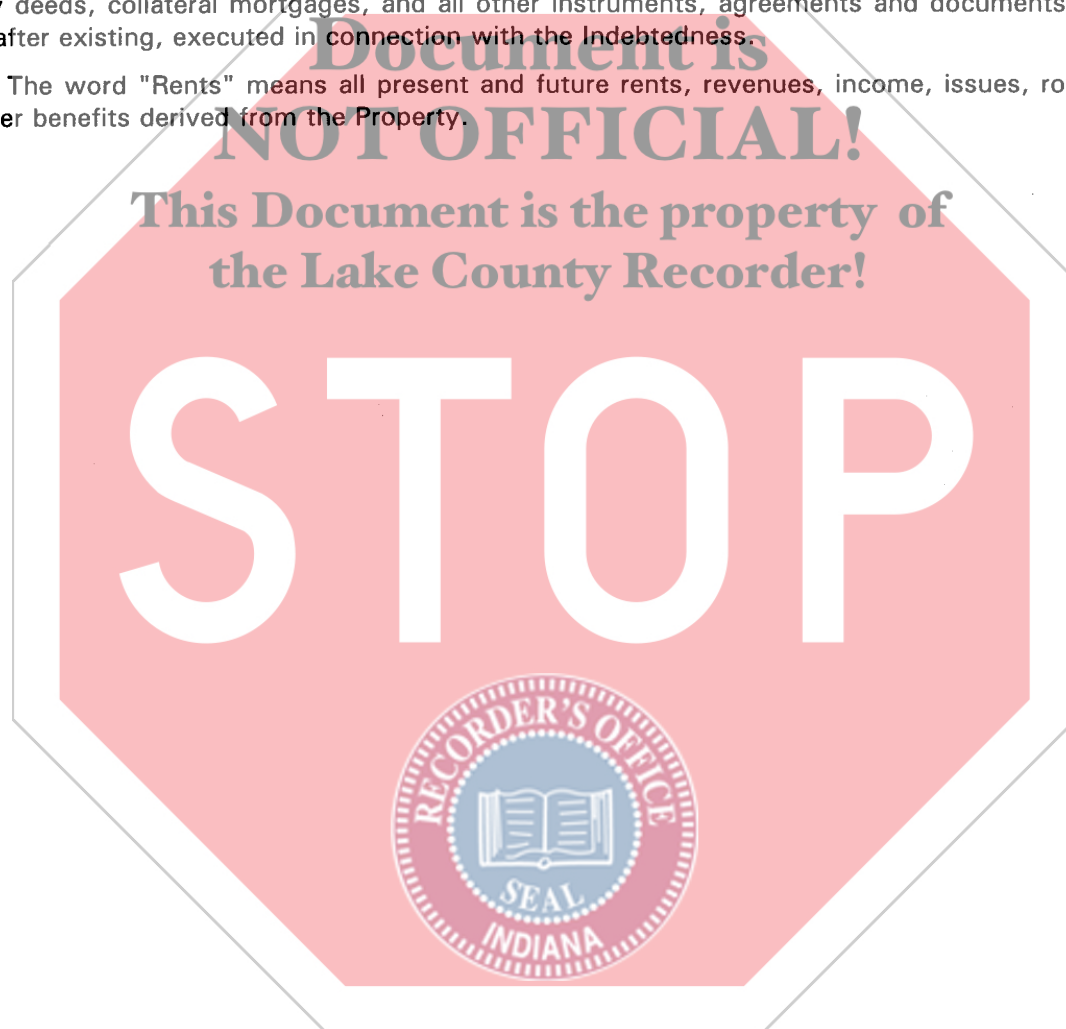 deeds, collateral mortgages, and all other instruments, agreements and documents
after existing, executed in connection with the Indebtedness.
Document is
The word "Rents" means all present and future rents, revenues, income, issues, ro
er benefits derived from the Property.
NOT OFFICIAL!
This Document is the property of
the Lake County Recorder!
STOP
RECORDER'S OFFICE
SEAL
INDIANA